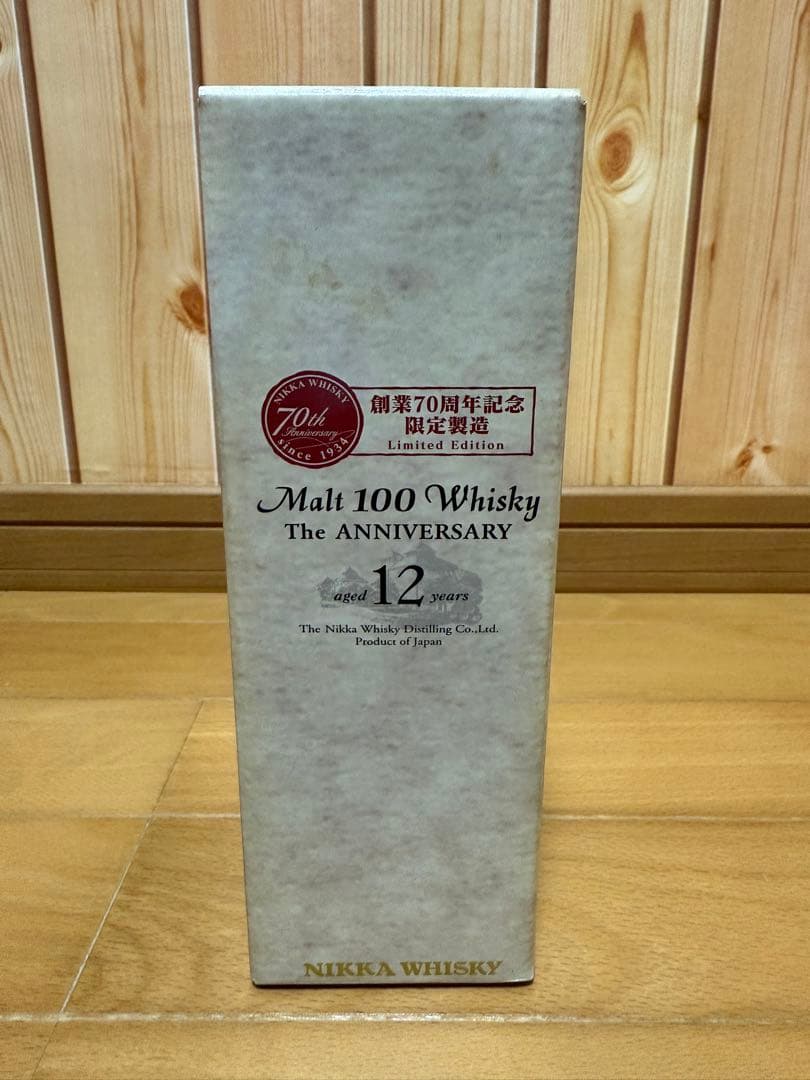 NIKKA WHISKY
70th
Anniversary
since 1934
創業70周年記念
限定製造
Limited Edition
Malt 100 Whisky
The ANNIVERSARY
aged 12 years
The Nikka Whisky Distilling Co.,Ltd.
Product of Japan
NIKKA WHISKY